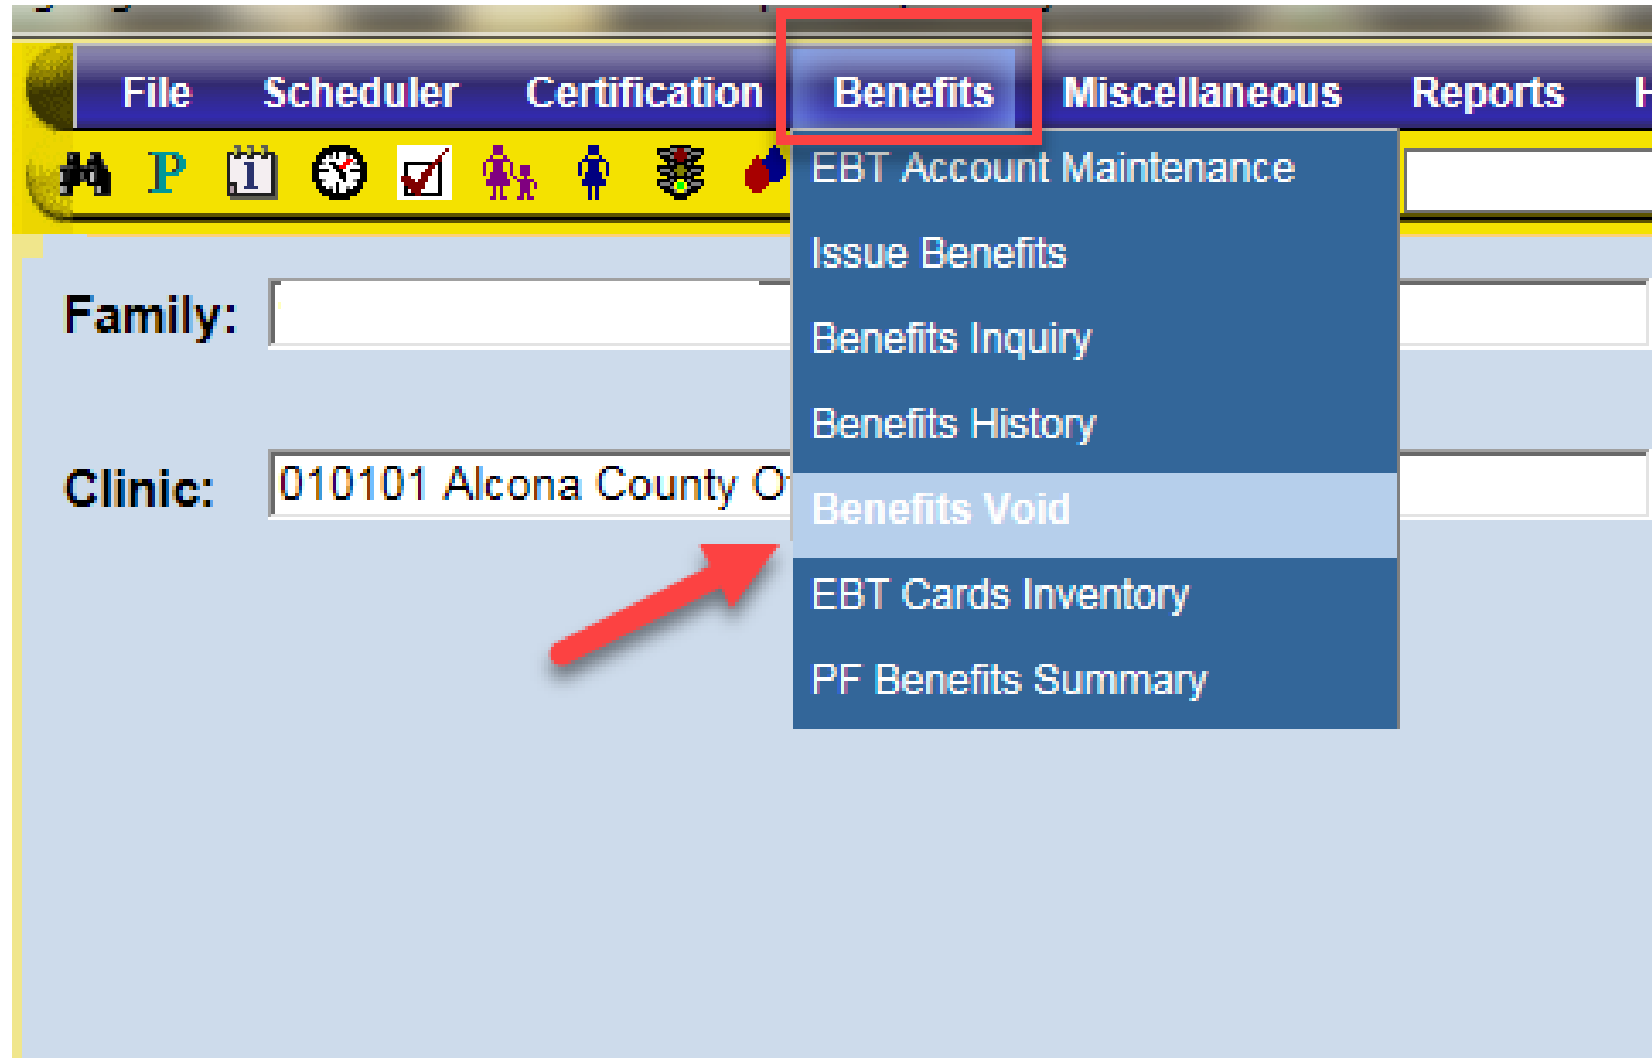 File Scheduler Certification Benefits Miscellaneous Reports H
P 1 EBT Account Maintenance
Issue Benefits
Family:
Benefits Inquiry
Benefits History
Clinic: 010101 Alcona County O
Benefits Void
EBT Cards Inventory
PF Benefits Summary